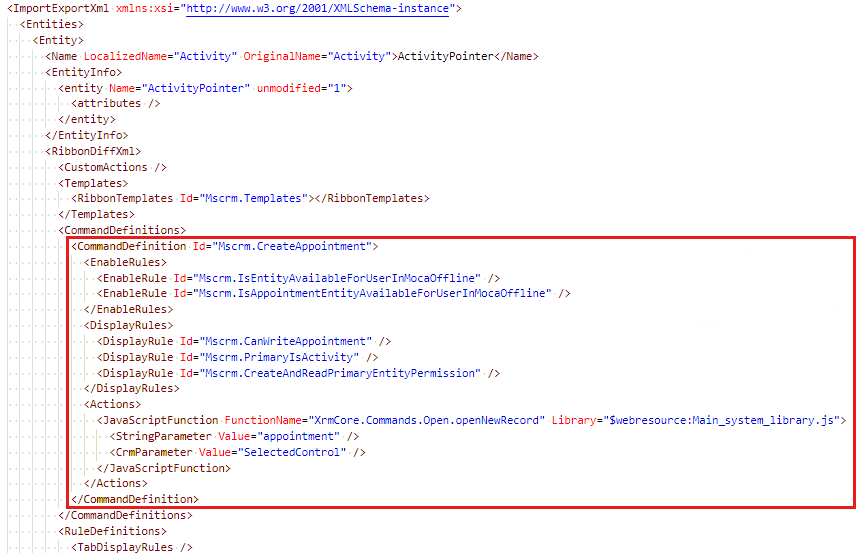 <ImportExportXml xmlns:xsi="http://www.w3.org/2001/XMLSchema-instance">
<Entities>
<Entity>
<Name LocalizedName="Activity" OriginalName="Activity">ActivityPointer</Name>
<EntityInfo>
<entity Name="ActivityPointer" unmodified="1">
<attributes />
</entity>
</EntityInfo>
<RibbonDiffXml>
<CustomActions />
<Templates>
<RibbonTemplates Id="Mscrm.Templates"></RibbonTemplates>
</Templates>
<CommandDefinitions>
<CommandDefinition Id="Mscrm.CreateAppointment">
<EnableRules>
<EnableRule Id="Mscrm.IsEntityAvailableForUserInMocaOffline" />
<EnableRule Id="Mscrm.IsAppointmentEntityAvailableForUserInMocaOffline" />
</EnableRules>
<DisplayRules>
<DisplayRule Id="Mscrm.CanWriteAppointment" />
<DisplayRule Id="Mscrm.PrimaryIsActivity" />
<DisplayRule Id="Mscrm.CreateAndReadPrimaryEntityPermission" />
</DisplayRules>
<Actions>
<JavaScriptFunction FunctionName="XrmCore.Commands.Open.openNewRecord" Library="$webresource:Main_system_library.js">
<StringParameter Value="appointment" />
<CrmParameter Value="SelectedControl" />
</JavaScriptFunction>
</Actions>
</CommandDefinition>
</CommandDefinitions>
<RuleDefinitions>
<TabDisplayRules />